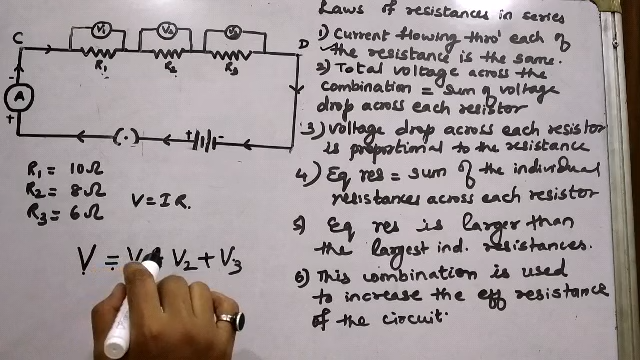 C
V1
V2
V3
D
R1
R2
R3
- A +
+ -
R1 = 10Ω
R2 = 8Ω
R3 = 6Ω
V = I R.
V = V + V2 + V3
Laws of resistances in series
1) Current flowing thro' each of
the resistance is the same.
2) Total voltage across the
combination = sum of voltage
drop across each resistor
3) voltage drop across each resistor
is proportional to the resistance
4) Eq res = sum of the individual
resistances across each resistor
5) Eq res is larger than
the largest ind. resistances.
6) This combination is used
to increase the eff resistance
of the circuit.